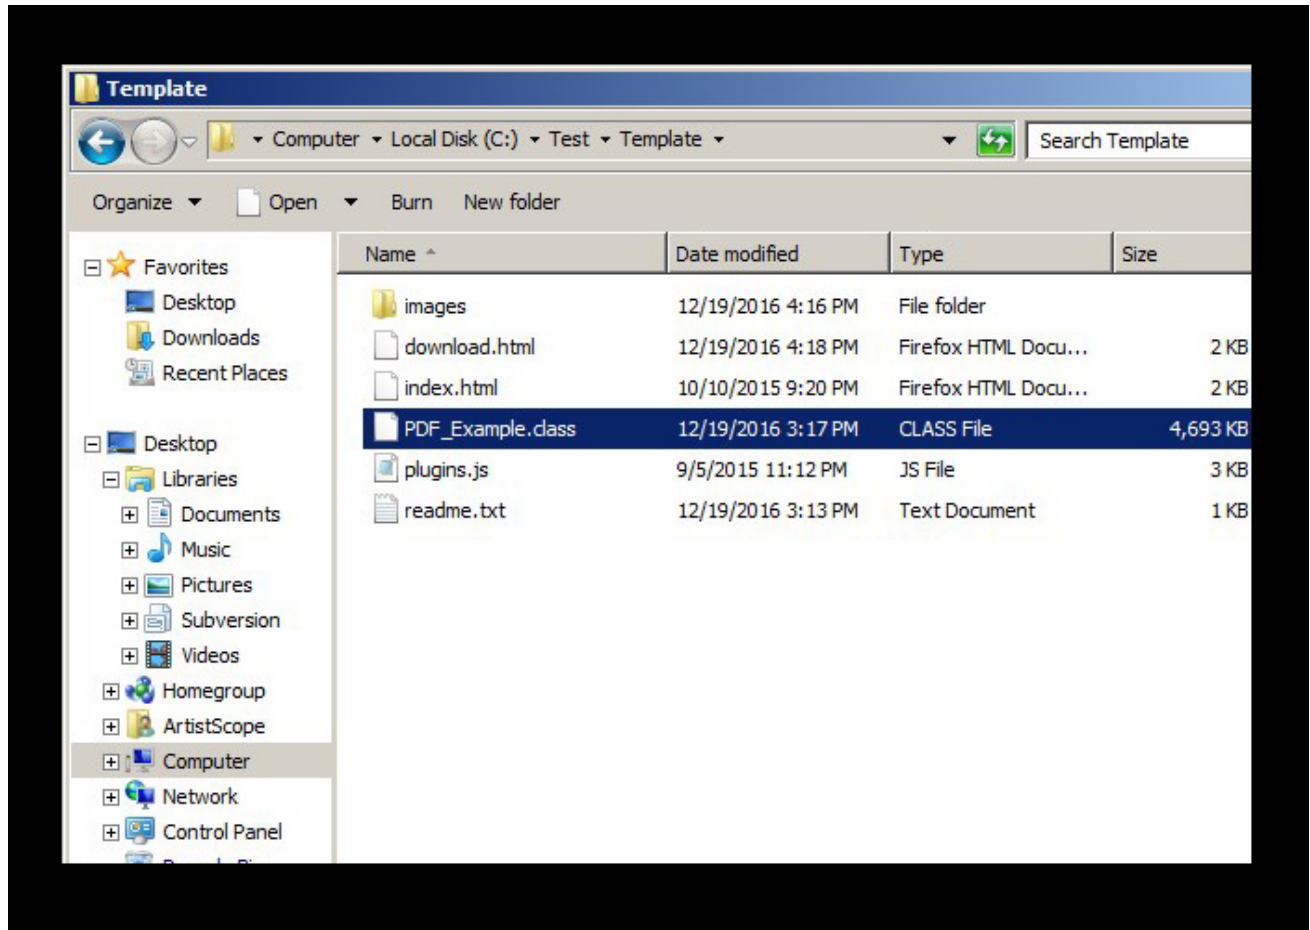 Template
Computer Local Disk (C:) Test Template Search Template
Organize Open Burn New folder
Name Date modified Type Size
Favorites
Desktop
Downloads
Recent Places
Desktop
Libraries
Documents
Music
Pictures
Subversion
Videos
Homegroup
ArtistScope
Computer
Network
Control Panel
images 12/19/2016 4:16 PM File folder
download.html 12/19/2016 4:18 PM Firefox HTML Docu... 2 KB
index.html 10/10/2015 9:20 PM Firefox HTML Docu... 2 KB
PDF_Example.class 12/19/2016 3:17 PM CLASS File 4,693 KB
plugins.js 9/5/2015 11:12 PM JS File 3 KB
readme.txt 12/19/2016 3:13 PM Text Document 1 KB